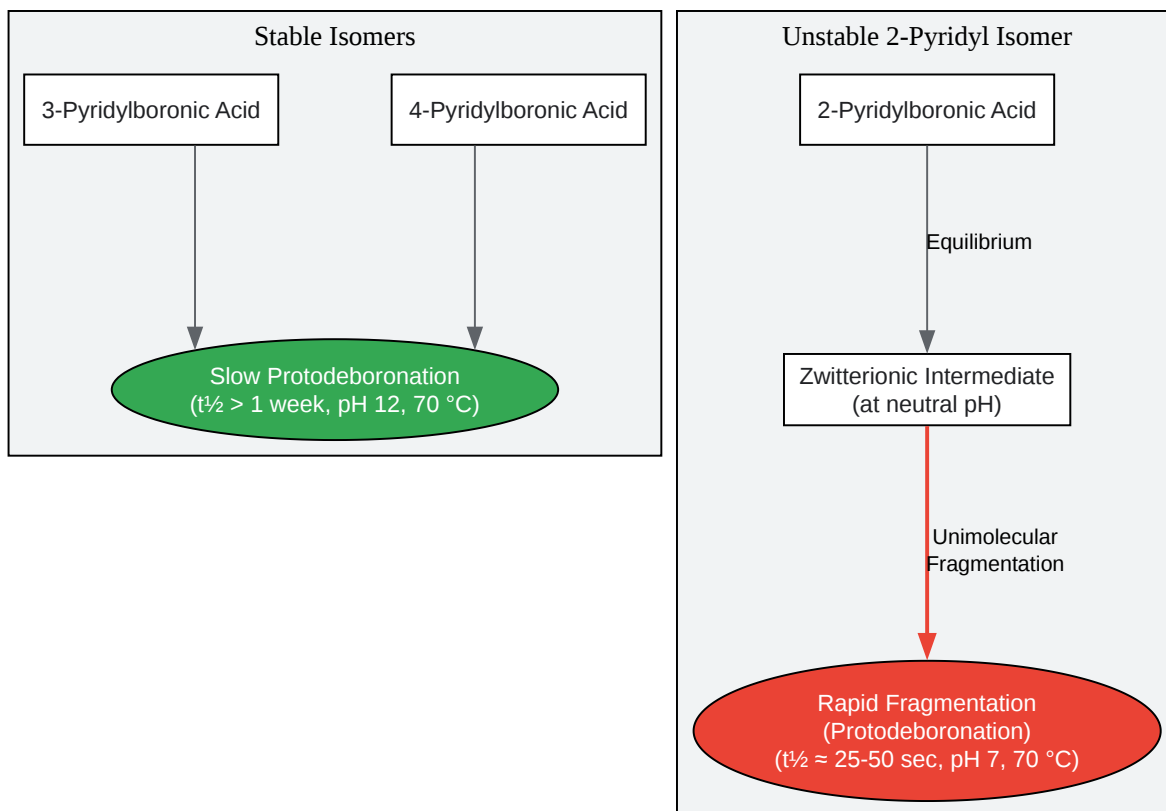 Stable Isomers
3-Pyridylboronic Acid
4-Pyridylboronic Acid
Slow Protodeboronation
(t½ > 1 week, pH 12, 70 °C)
Unstable 2-Pyridyl Isomer
2-Pyridylboronic Acid
Equilibrium
Zwitterionic Intermediate
(at neutral pH)
Unimolecular
Fragmentation
Rapid Fragmentation
(Protodeboronation)
(t½ ≈ 25-50 sec, pH 7, 70 °C)